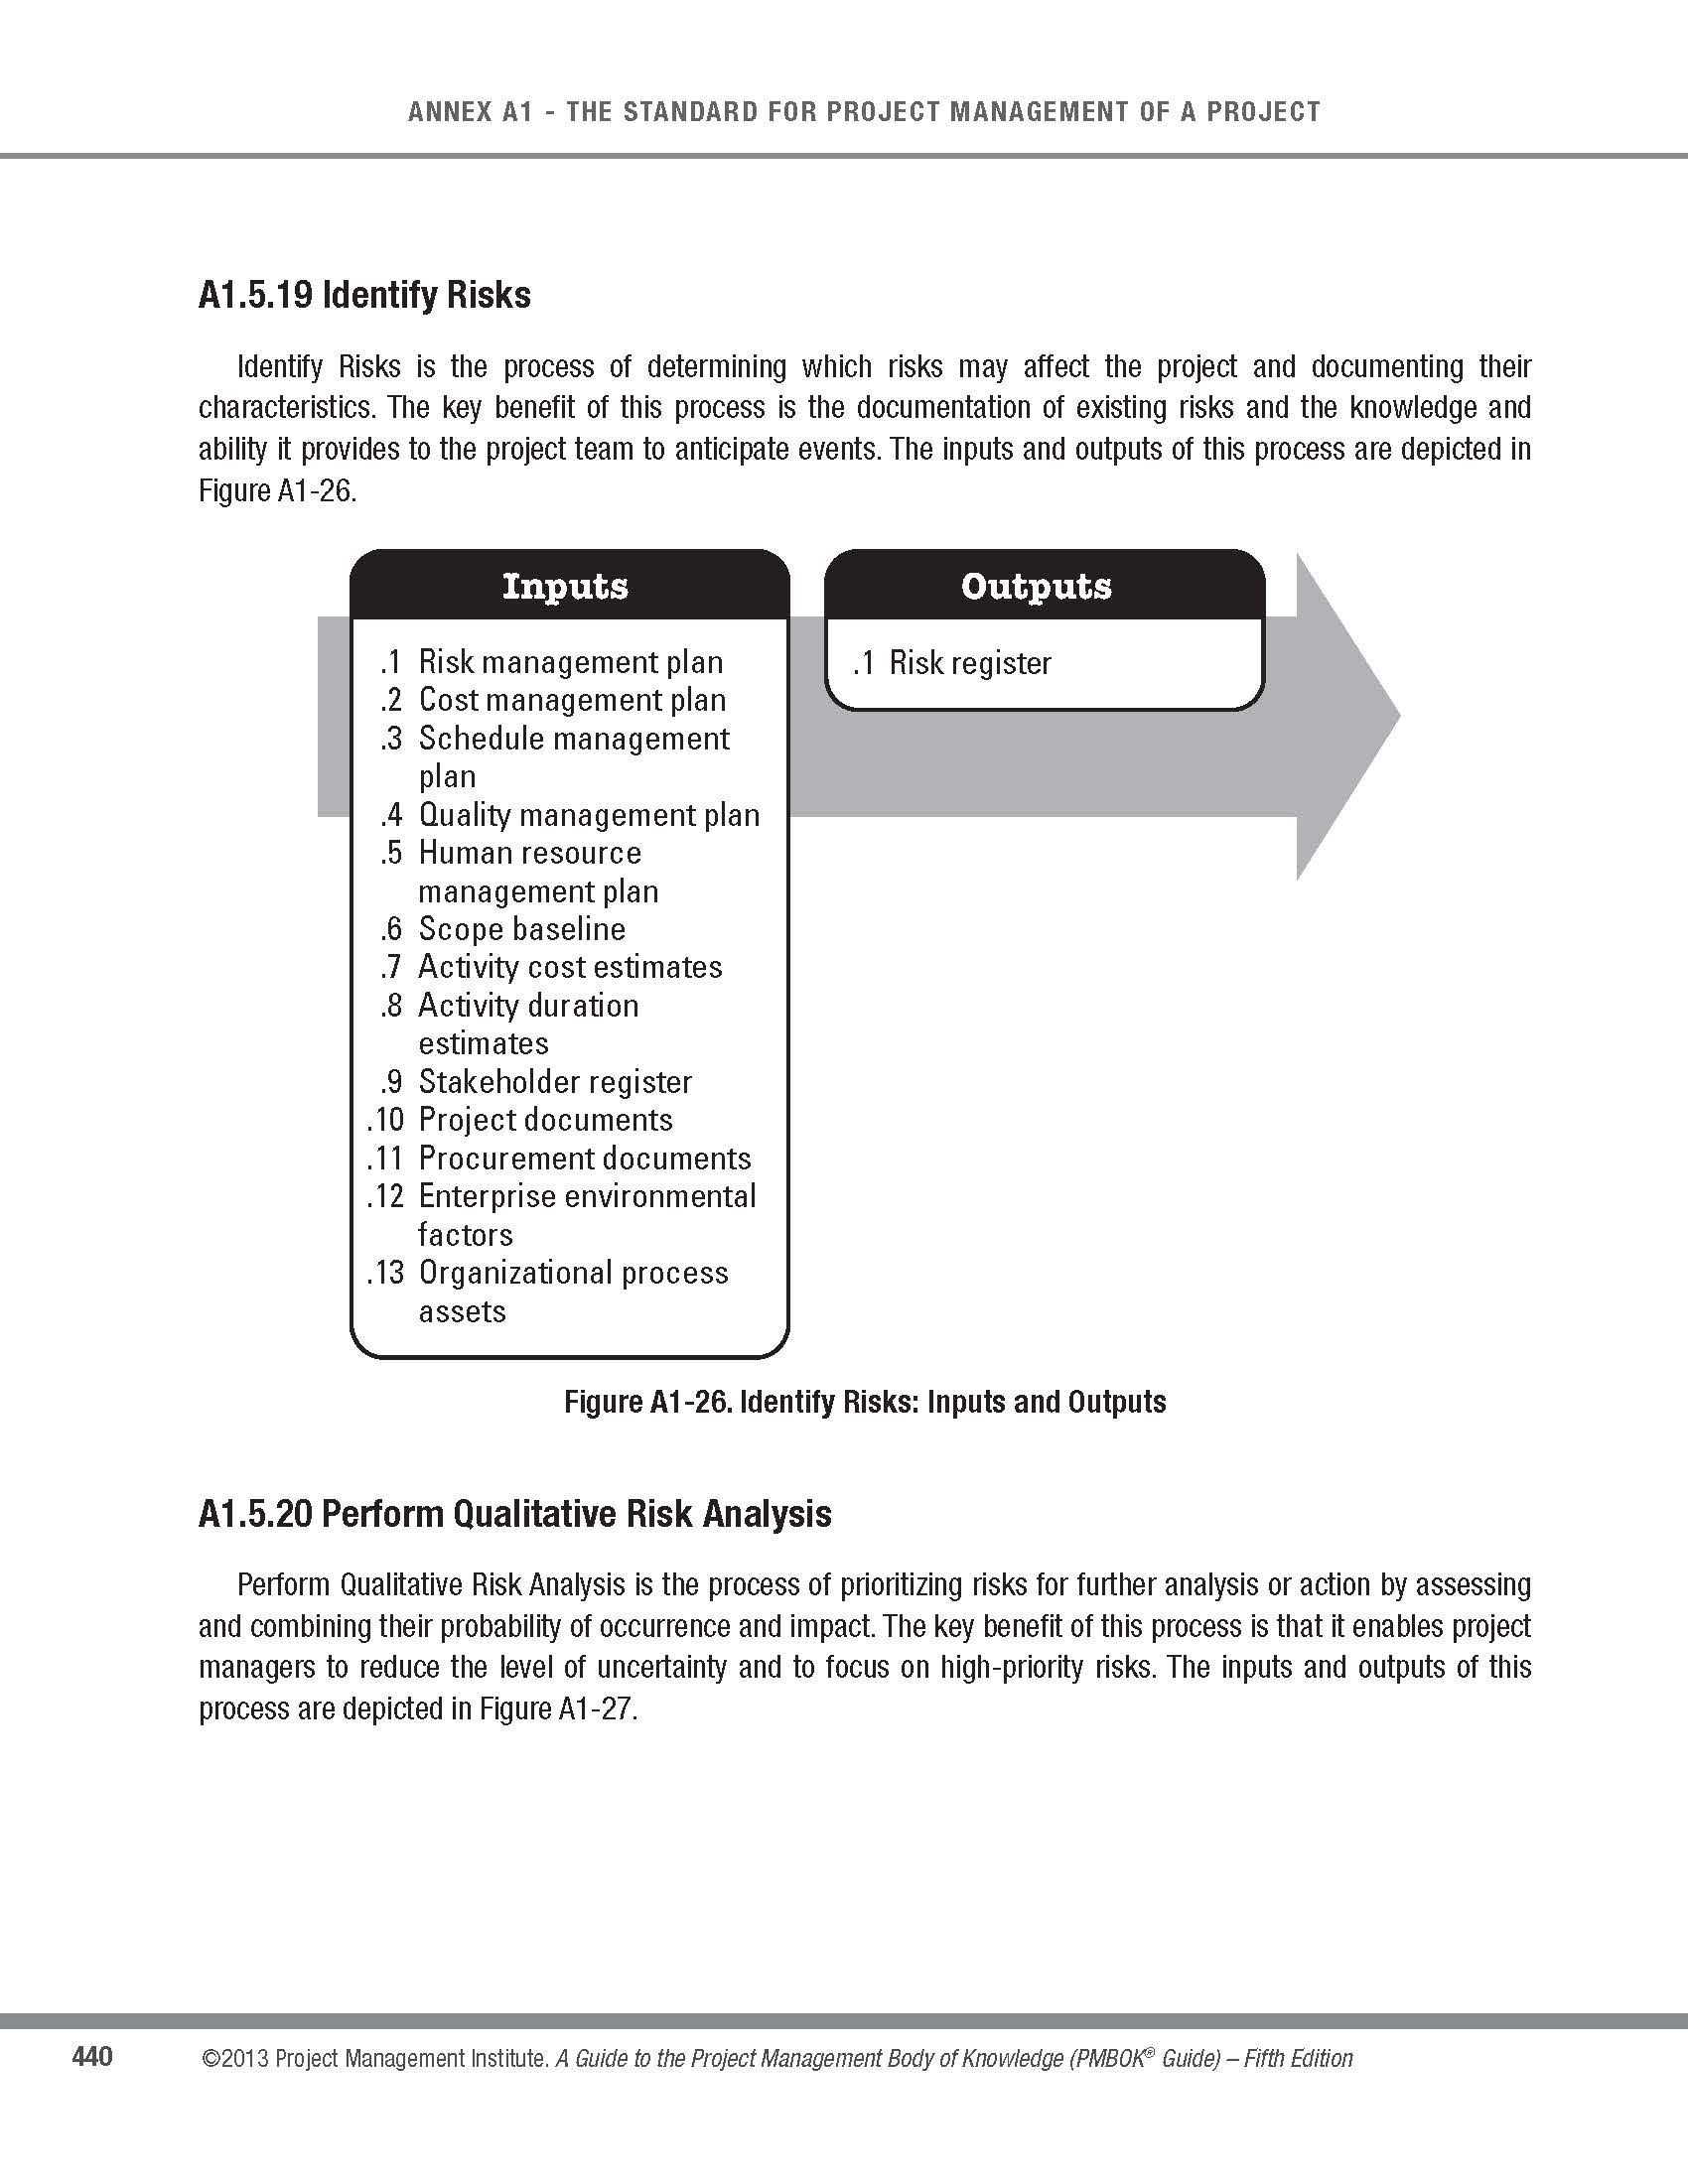 ANNEX A1 - THE STANDARD FOR PROJECT MANAGEMENT OF A PROJECT
A1.5.19 Identify Risks
Identify Risks is the process of determining which risks may affect the project and documenting their
characteristics. The key benefit of this process is the documentation of existing risks and the knowledge and
ability it provides to the project team to anticipate events. The inputs and outputs of this process are depicted in
Figure A1-26.
Inputs
.1 Risk management plan
.2 Cost management plan
.3 Schedule management
plan
.4 Quality management plan
.5 Human resource
management plan
.6 Scope baseline
.7 Activity cost estimates
.8 Activity duration
estimates
.9 Stakeholder register
.10 Project documents
.11 Procurement documents
.12 Enterprise environmental
factors
.13 Organizational process
assets
Outputs
.1 Risk register
Figure A1-26. Identify Risks: Inputs and Outputs
A1.5.20 Perform Qualitative Risk Analysis
Perform Qualitative Risk Analysis is the process of prioritizing risks for further analysis or action by assessing
and combining their probability of occurrence and impact. The key benefit of this process is that it enables project
managers to reduce the level of uncertainty and to focus on high-priority risks. The inputs and outputs of this
process are depicted in Figure A1-27.
440 ©2013 Project Management Institute. A Guide to the Project Management Body of Knowledge (PMBOK® Guide) – Fifth Edition